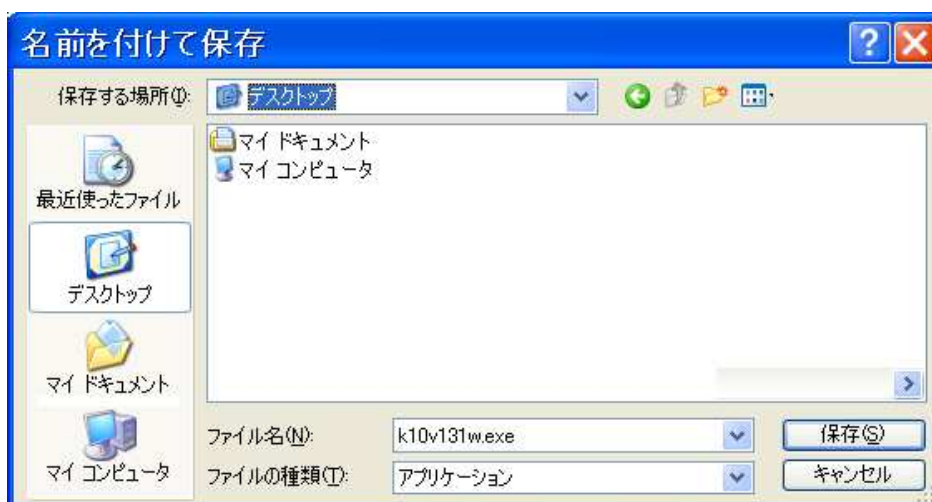 名前を付けて保存
保存する場所(I):
デスクトップ
マイ ドキュメント
マイ コンピュータ
最近使ったファイル
デスクトップ
マイ ドキュメント
マイ コンピュータ
ファイル名(N):
k10v131w.exe
保存(S)
ファイルの種類(T):
アプリケーション
キャンセル